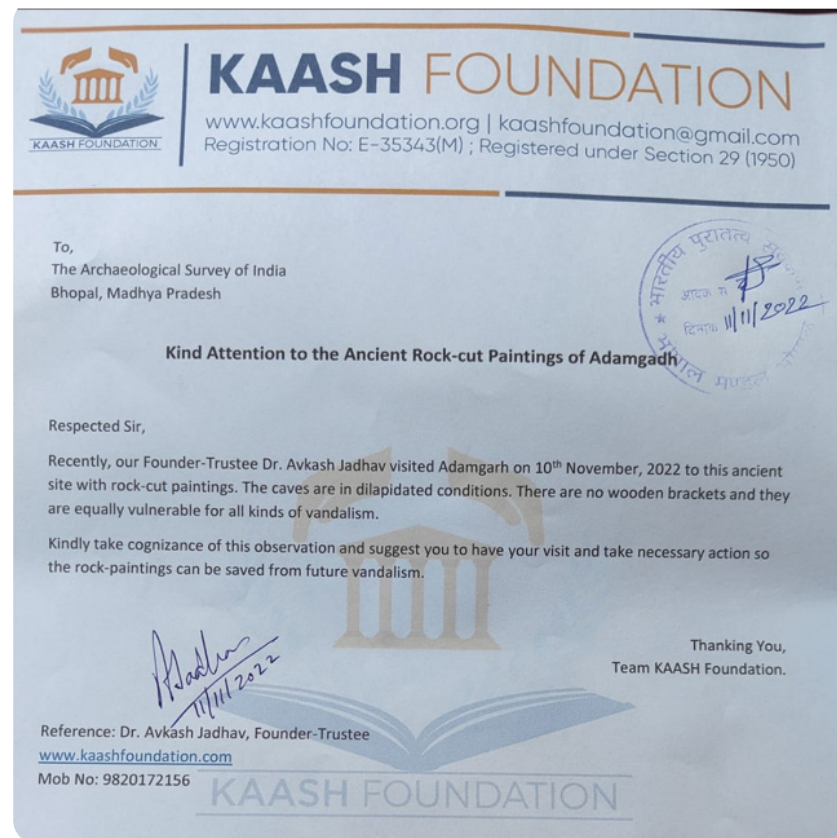 KAASH FOUNDATION
KAASH FOUNDATION
www.kaashfoundation.org | kaashfoundation@gmail.com
Registration No: E-35343(M) ; Registered under Section 29 (1950)
To,
The Archaeological Survey of India
Bhopal, Madhya Pradesh
भारतीय पुरातत्व
आवक
दिनांक 11/11/2022
मण्डल
Kind Attention to the Ancient Rock-cut Paintings of Adamgadh
Respected Sir,
Recently, our Founder-Trustee Dr. Avkash Jadhav visited Adamgarh on 10th November, 2022 to this ancient
site with rock-cut paintings. The caves are in dilapidated conditions. There are no wooden brackets and they
are equally vulnerable for all kinds of vandalism.
Kindly take cognizance of this observation and suggest you to have your visit and take necessary action so
the rock-paintings can be saved from future vandalism.
Thanking You,
Team KAASH Foundation.
11/11/2022
Reference: Dr. Avkash Jadhav, Founder-Trustee
www.kaashfoundation.com
Mob No: 9820172156
KAASH FOUNDATION